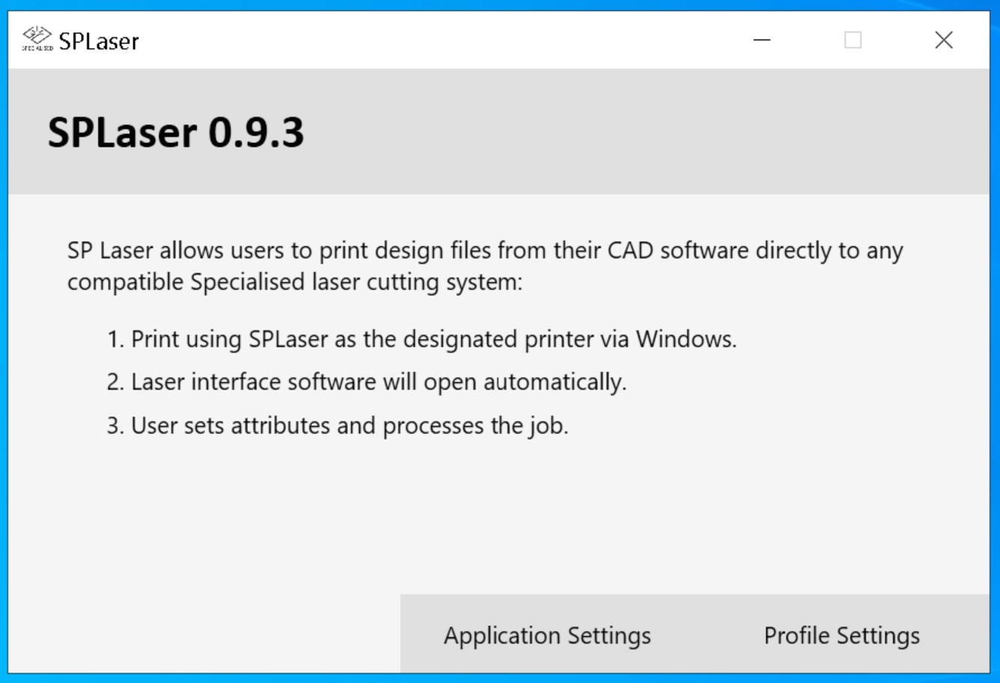 SPECIALISED
SPLaser
SPLaser 0.9.3
SP Laser allows users to print design files from their CAD software directly to any
compatible Specialised laser cutting system:
1. Print using SPLaser as the designated printer via Windows.
2. Laser interface software will open automatically.
3. User sets attributes and processes the job.
Application Settings
Profile Settings